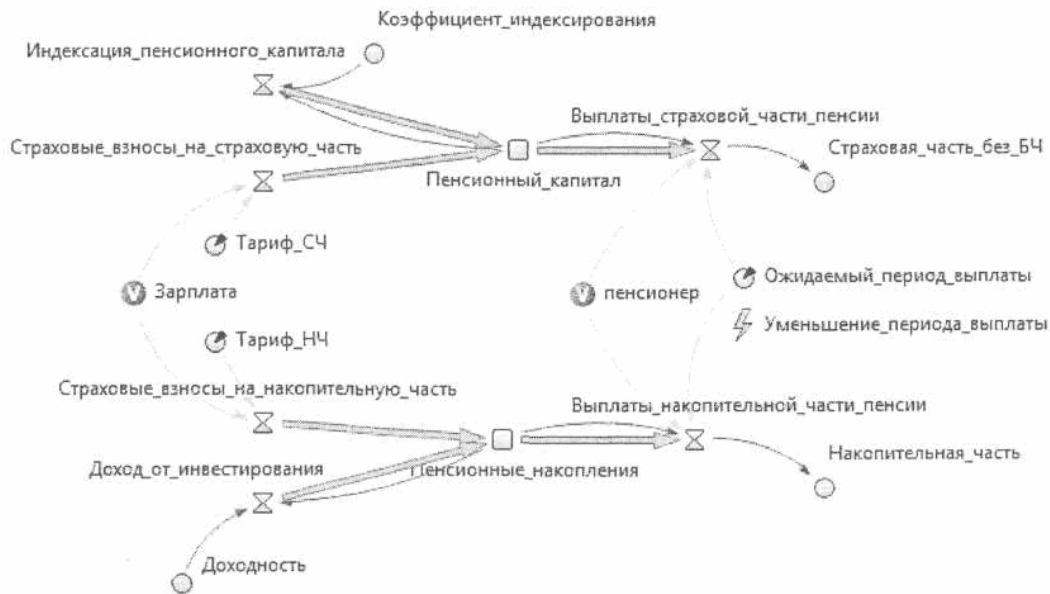 Коэффициент_индексирования
Индексация_пенсионного_капитала
Выплаты_страховой_части_пенсии
Страховые_взносы_на_страховую_часть
Страховая_часть_без_БЧ
Пенсионный_капитал
Тариф_СЧ
Ожидаемый_период_выплаты
V Зарплата
V пенсионер
Уменьшение_периода_выплаты
Тариф_НЧ
Страховые_взносы_на_накопительную_часть
Выплаты_накопительной_части_пенсии
Накопительная_часть
Доход_от_инвестирования
Пенсионные_накопления
Доходность